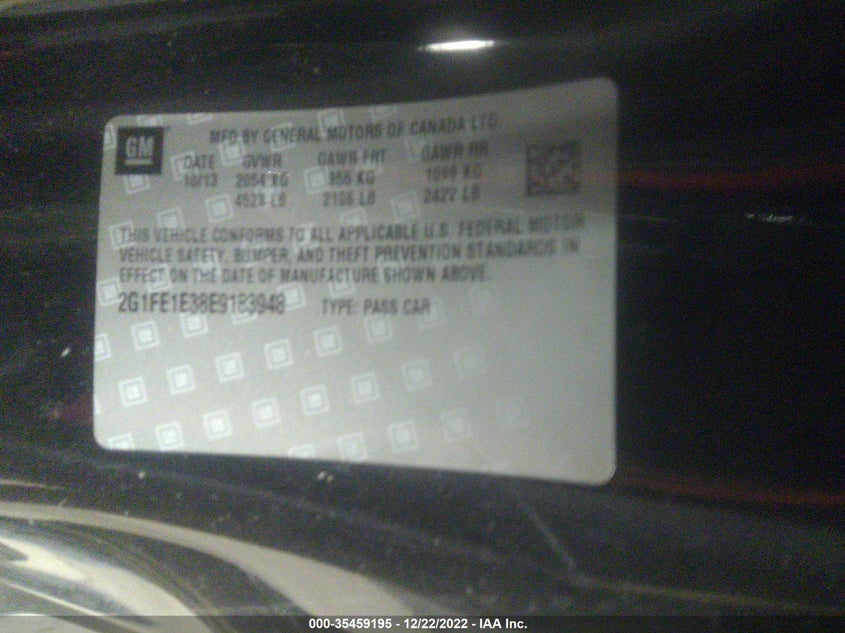 GM
MFD BY GENERAL MOTORS OF CANADA LTD.
DATE GVWR GAWR FRT GAWR RR
10/13 2054 KG 955 KG 1099 KG
4528 LB 2106 LB 2422 LB
THIS VEHICLE CONFORMS TO ALL APPLICABLE U.S. FEDERAL MOTOR
VEHICLE SAFETY, BUMPER, AND THEFT PREVENTION STANDARDS IN
EFFECT ON THE DATE OF MANUFACTURE SHOWN ABOVE.
2G1FE1E38E9183948 TYPE: PASS CAR
000-35459195 - 12/22/2022 - IAA Inc.